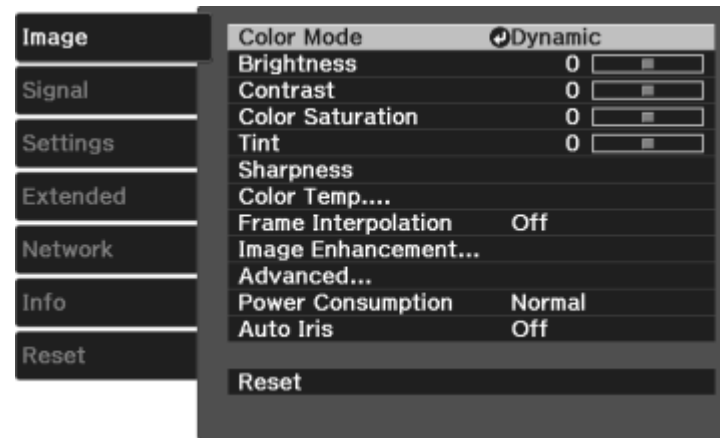 Image
Signal
Settings
Extended
Network
Info
Reset
Color Mode Dynamic
Brightness 0
Contrast 0
Color Saturation 0
Tint 0
Sharpness
Color Temp....
Frame Interpolation Off
Image Enhancement...
Advanced...
Power Consumption Normal
Auto Iris Off
Reset